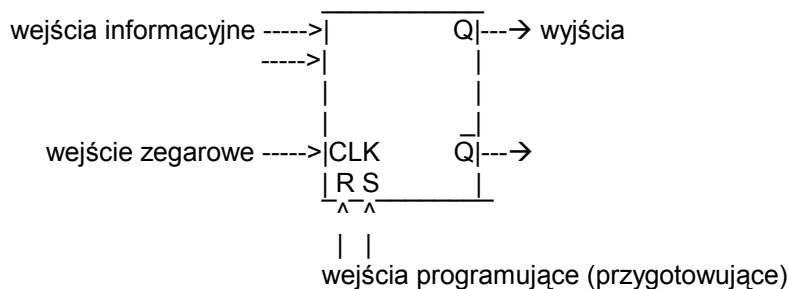 wejścia informacyjne ----->| Q|---→ wyjścia
----->| |
| |
| |
wejście zegarowe ----->|CLK Q̅|---→
| R S |
^ ^
| |
wejścia programujące (przygotowujące)